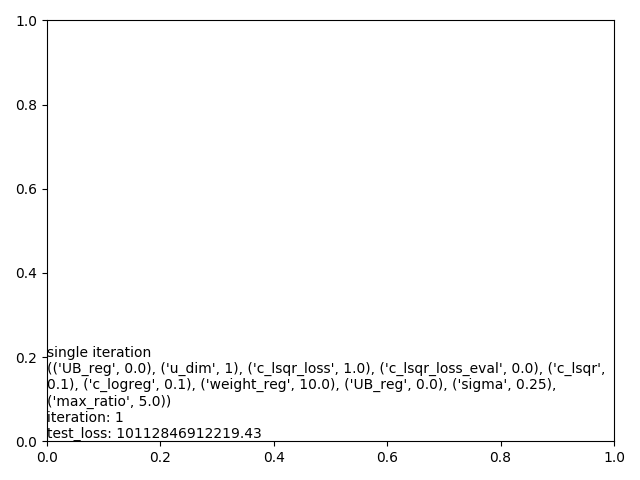 1.0
0.8
0.6
0.4
0.2
0.0
single iteration
(('UB_reg', 0.0), ('u_dim', 1), ('c_lsqr_loss', 1.0), ('c_lsqr_loss_eval', 0.0), ('c_lsqr',
0.1), ('c_logreg', 0.1), ('weight_reg', 10.0), ('UB_reg', 0.0), ('sigma', 0.25),
('max_ratio', 5.0))
iteration: 1
test_loss: 10112846912219.43
0.0 0.2 0.4 0.6 0.8 1.0